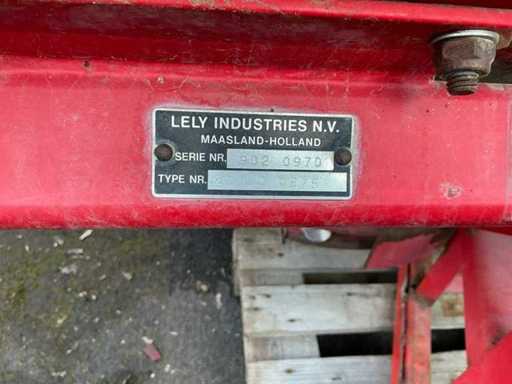 LELY INDUSTRIES N.V.
MAASLAND-HOLLAND
SERIE NR. 902 0970
TYPE NR.